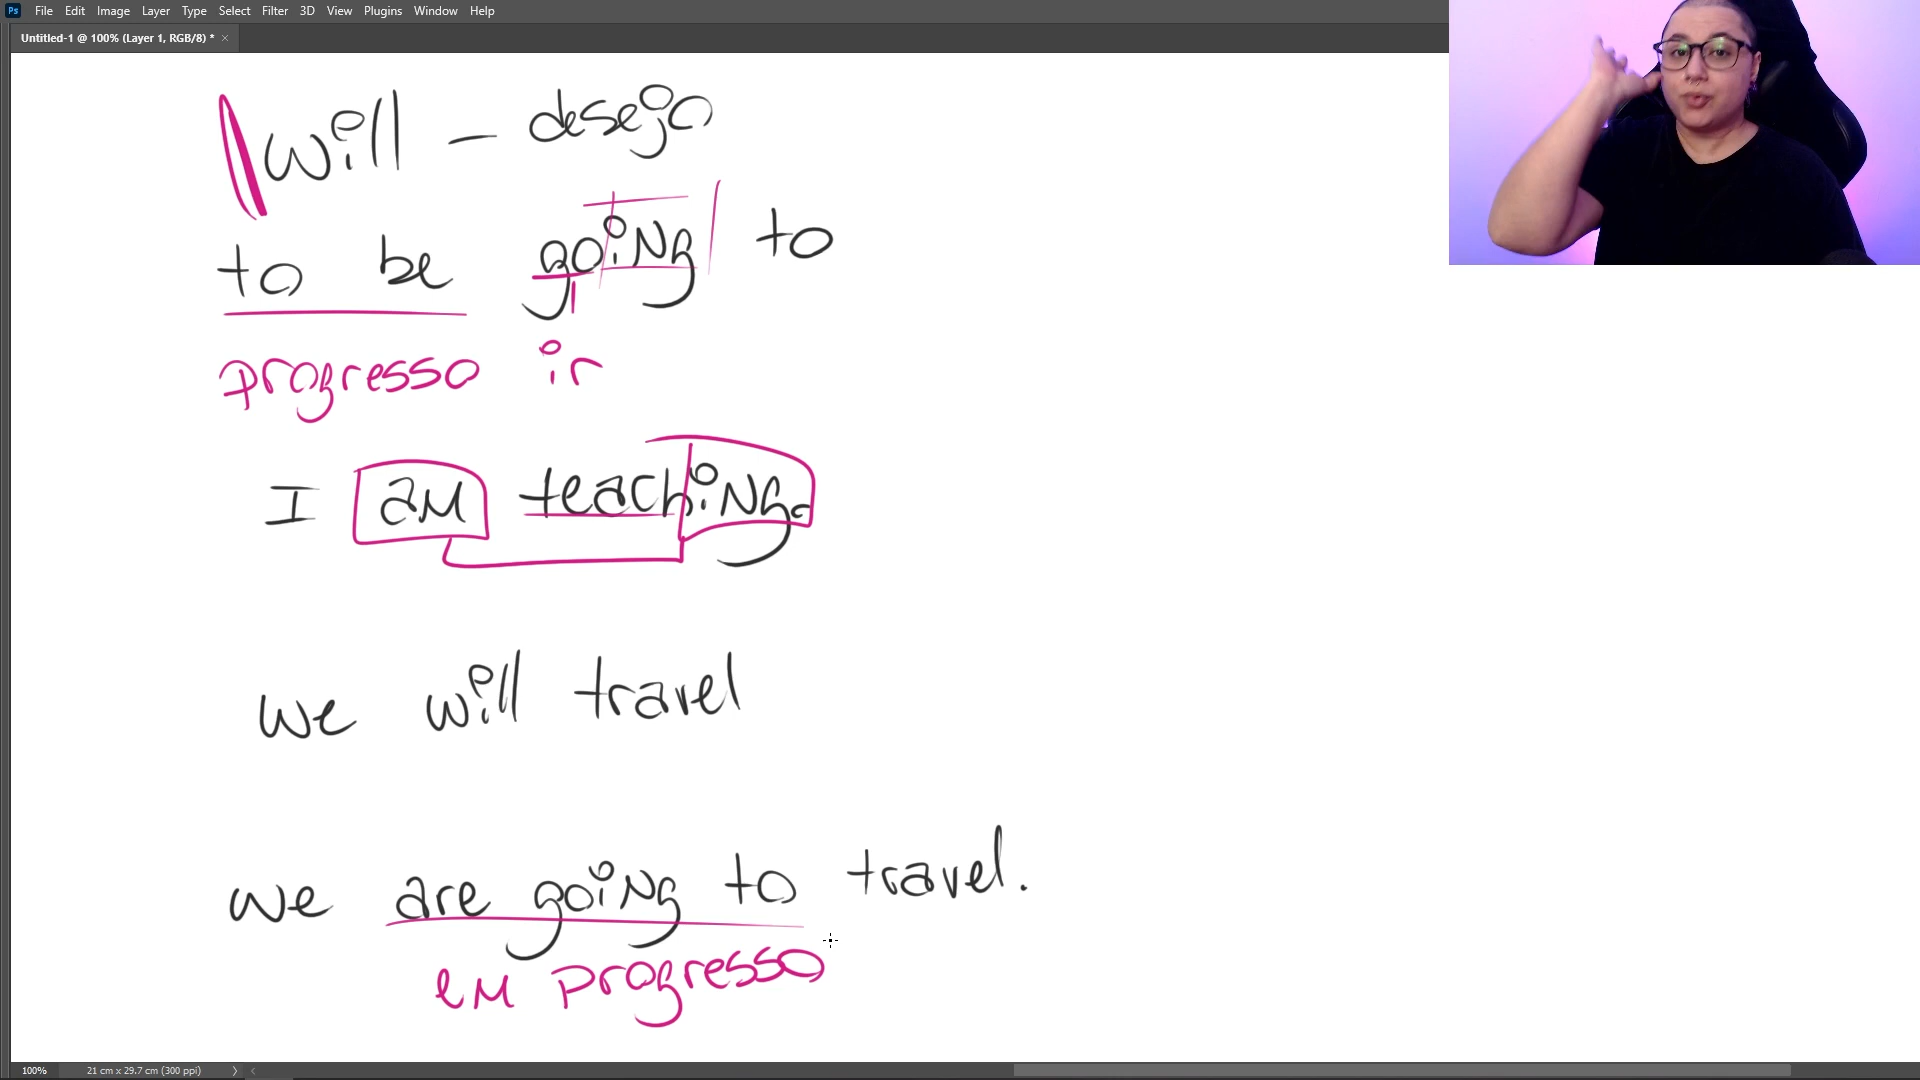 Ps File Edit Image Layer Type Select Filter 3D View Plugins Window Help
Untitled-1 @ 100% (Layer 1, RGB/8) * ×
will - desejo
to be going to
progresso ir
I am teaching.
we will travel
we are going to travel.
em progresso
100% 21 cm x 29.7 cm (300 ppi)